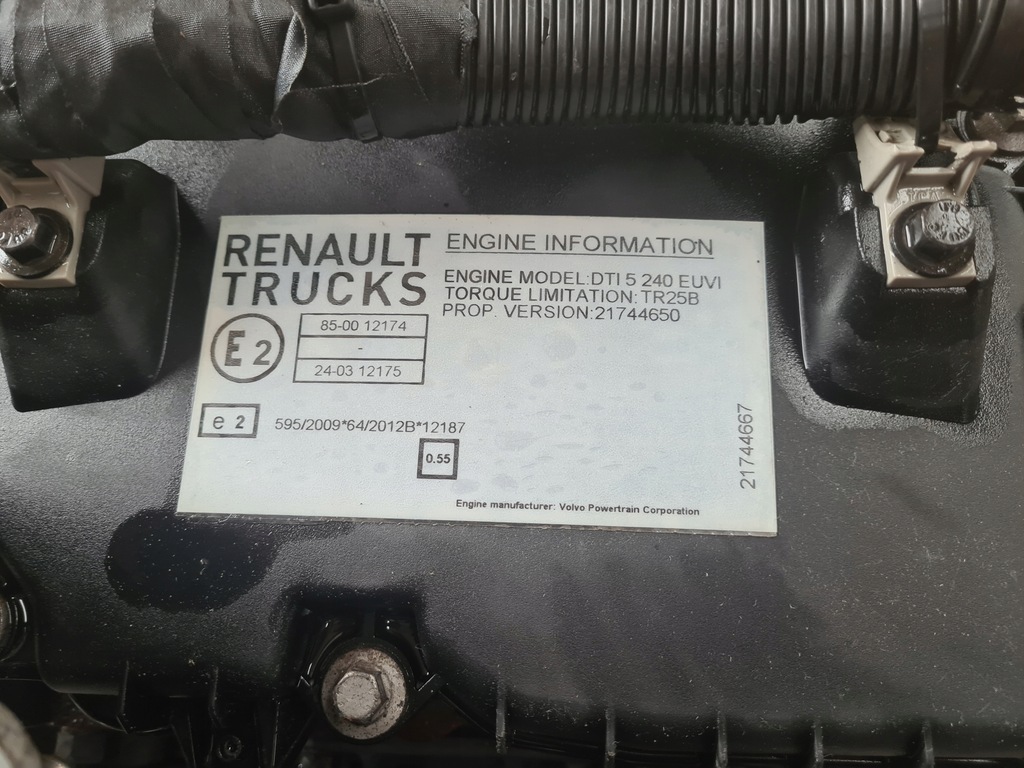 RENAULT
TRUCKS
ENGINE INFORMATION
ENGINE MODEL:DTI 5 240 EUVI
TORQUE LIMITATION:TR25B
PROP. VERSION:21744650
E2
85-00 12174
-
24-03 12175
e 2
595/2009*64/2012B*12187
0.55
21744667
Engine manufacturer: Volvo Powertrain Corporation